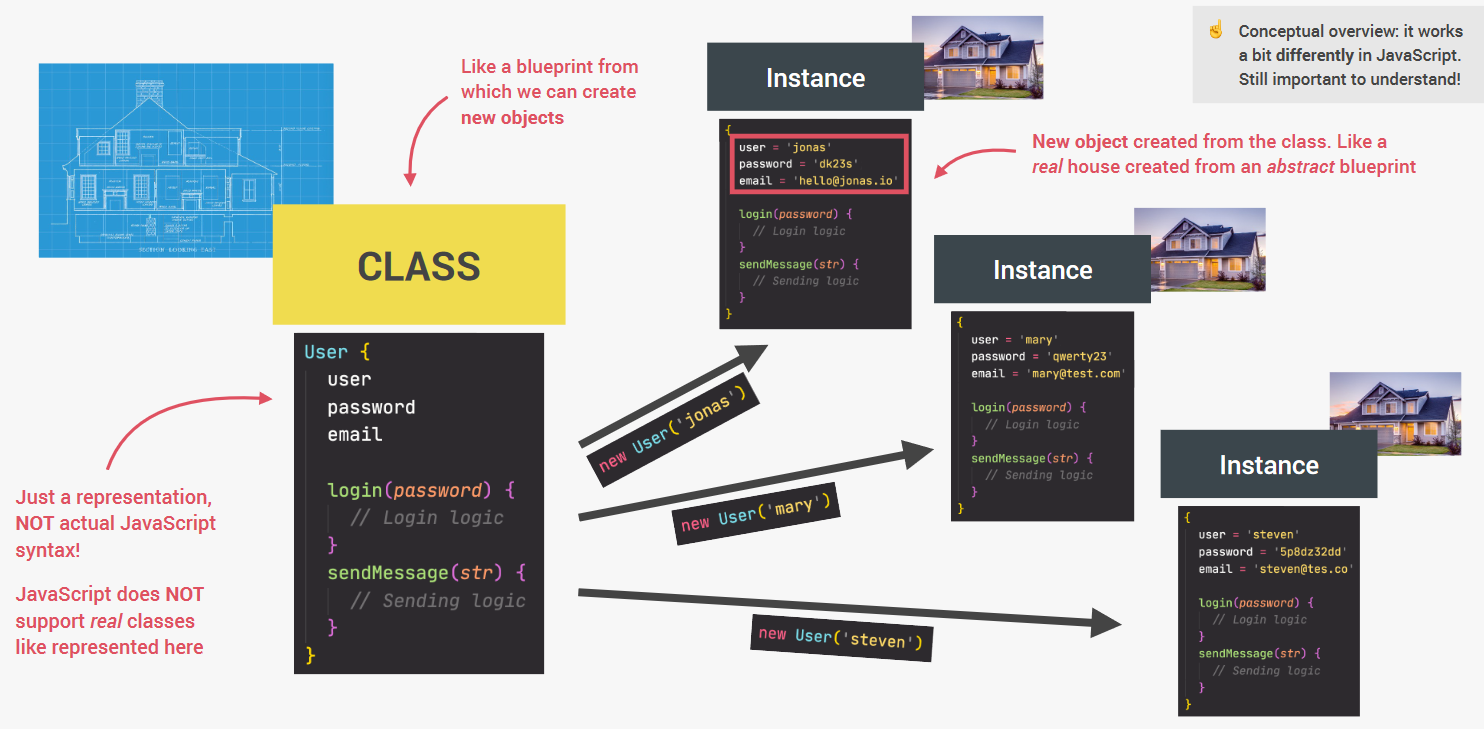 ☝️ Conceptual overview: it works
a bit differently in JavaScript.
Still important to understand!
Like a blueprint from
which we can create
new objects
SECTION LOOKING EAST
CLASS
User {
user
password
email
login(password) {
// Login logic
}
sendMessage(str) {
// Sending logic
}
}
Just a representation,
NOT actual JavaScript
syntax!
JavaScript does NOT
support real classes
like represented here
new User('jonas')
new User('mary')
new User('steven')
Instance
{
user = 'jonas'
password = 'dk23s'
email = 'hello@jonas.io'
login(password) {
// Login logic
}
sendMessage(str) {
// Sending logic
}
}
New object created from the class. Like a
real house created from an abstract blueprint
Instance
{
user = 'mary'
password = 'qwerty23'
email = 'mary@test.com'
login(password) {
// Login logic
}
sendMessage(str) {
// Sending logic
}
}
Instance
{
user = 'steven'
password = '5p8dz32dd'
email = 'steven@tes.co'
login(password) {
// Login logic
}
sendMessage(str) {
// Sending logic
}
}